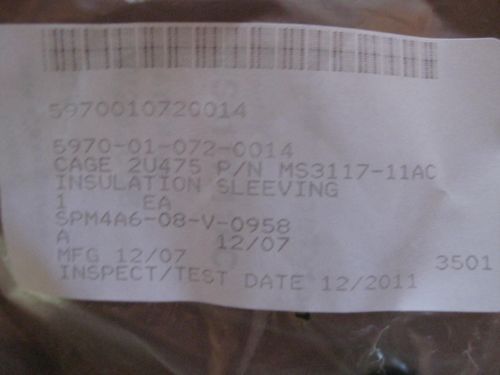 5970010720014
5970-01-072-0014
CAGE 2U475 P/N MS3117-11AC
INSULATION SLEEVING
1 EA
SPM4A6-08-V-0958
A 12/07
MFG 12/07 3501
INSPECT/TEST DATE 12/2011